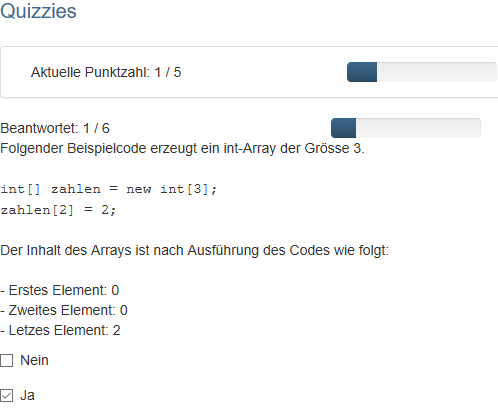 Quizzies
Aktuelle Punktzahl: 1 / 5
Beantwortet: 1 / 6
Folgender Beispielcode erzeugt ein int-Array der Grösse 3.
int[] zahlen = new int[3];
zahlen[2] = 2;
Der Inhalt des Arrays ist nach Ausführung des Codes wie folgt:
- Erstes Element: 0
- Zweites Element: 0
- Letzes Element: 2
Nein
Ja